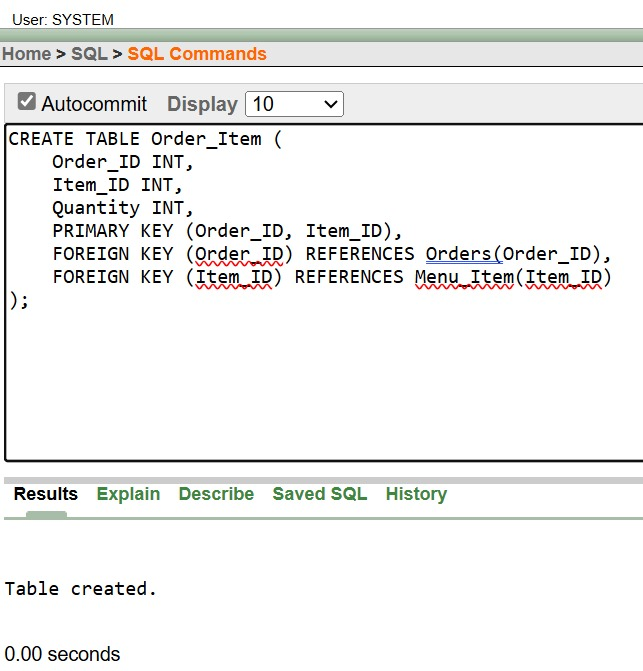 User: SYSTEM
Home > SQL > SQL Commands
Autocommit Display 10
CREATE TABLE Order_Item (
    Order_ID INT,
    Item_ID INT,
    Quantity INT,
    PRIMARY KEY (Order_ID, Item_ID),
    FOREIGN KEY (Order_ID) REFERENCES Orders(Order_ID),
    FOREIGN KEY (Item_ID) REFERENCES Menu_Item(Item_ID)
);
Results Explain Describe Saved SQL History
Table created.
0.00 seconds